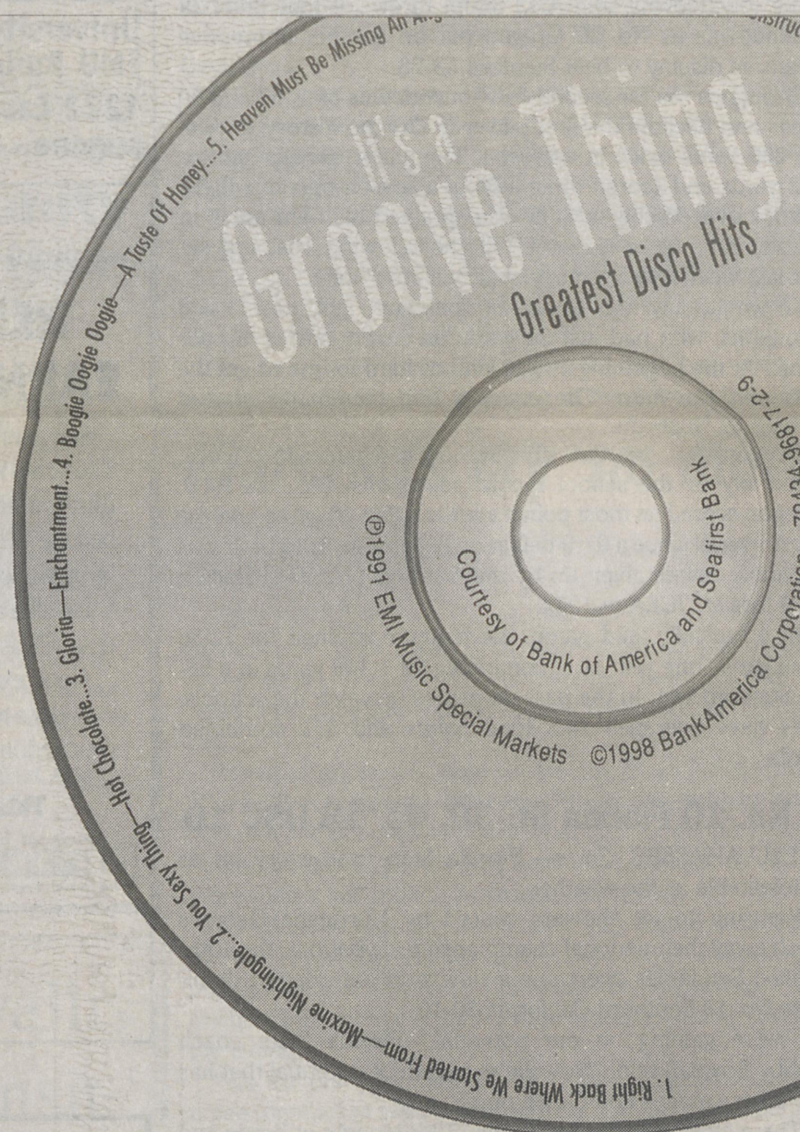 It's a
Groove Thing
Greatest Disco Hits
1. Right Back Where We Started From—Maxine Nightingale...2. You Sexy Thing—Hot Chocolate...3. Gloria—Enchantment...4. Boogie Oogie Oogie—A Taste Of Honey...5. Heaven Must Be Missing An
Courtesy of Bank of America and Seafirst Bank
℗1991 EMI Music Special Markets ©1998 BankAmerica Corporation